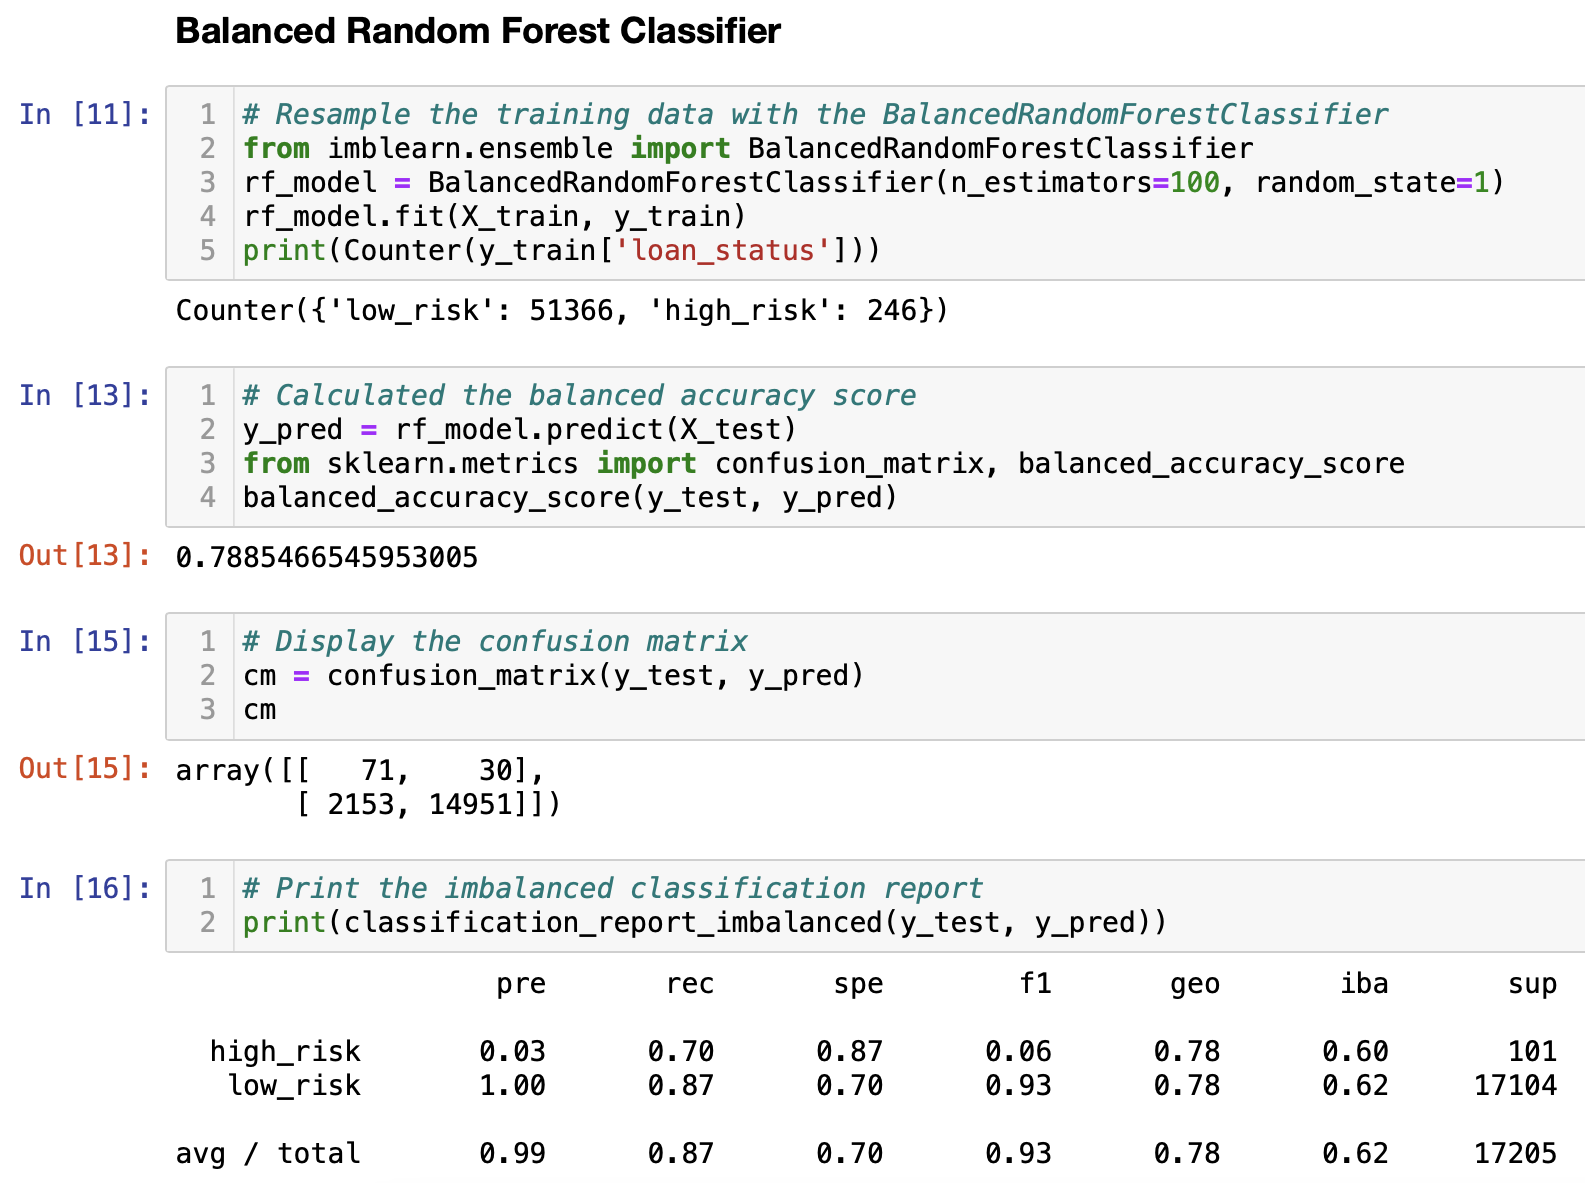 Balanced Random Forest Classifier
In [11]:
1 # Resample the training data with the BalancedRandomForestClassifier
2 from imblearn.ensemble import BalancedRandomForestClassifier
3 rf_model = BalancedRandomForestClassifier(n_estimators=100, random_state=1)
4 rf_model.fit(X_train, y_train)
5 print(Counter(y_train['loan_status']))
Counter({'low_risk': 51366, 'high_risk': 246})
In [13]:
1 # Calculated the balanced accuracy score
2 y_pred = rf_model.predict(X_test)
3 from sklearn.metrics import confusion_matrix, balanced_accuracy_score
4 balanced_accuracy_score(y_test, y_pred)
Out[13]: 0.7885466545953005
In [15]:
1 # Display the confusion matrix
2 cm = confusion_matrix(y_test, y_pred)
3 cm
Out[15]: array([[   71,    30],
       [ 2153, 14951]])
In [16]:
1 # Print the imbalanced classification report
2 print(classification_report_imbalanced(y_test, y_pred))
pre rec spe f1 geo iba sup
high_risk 0.03 0.70 0.87 0.06 0.78 0.60 101
low_risk 1.00 0.87 0.70 0.93 0.78 0.62 17104
avg / total 0.99 0.87 0.70 0.93 0.78 0.62 17205